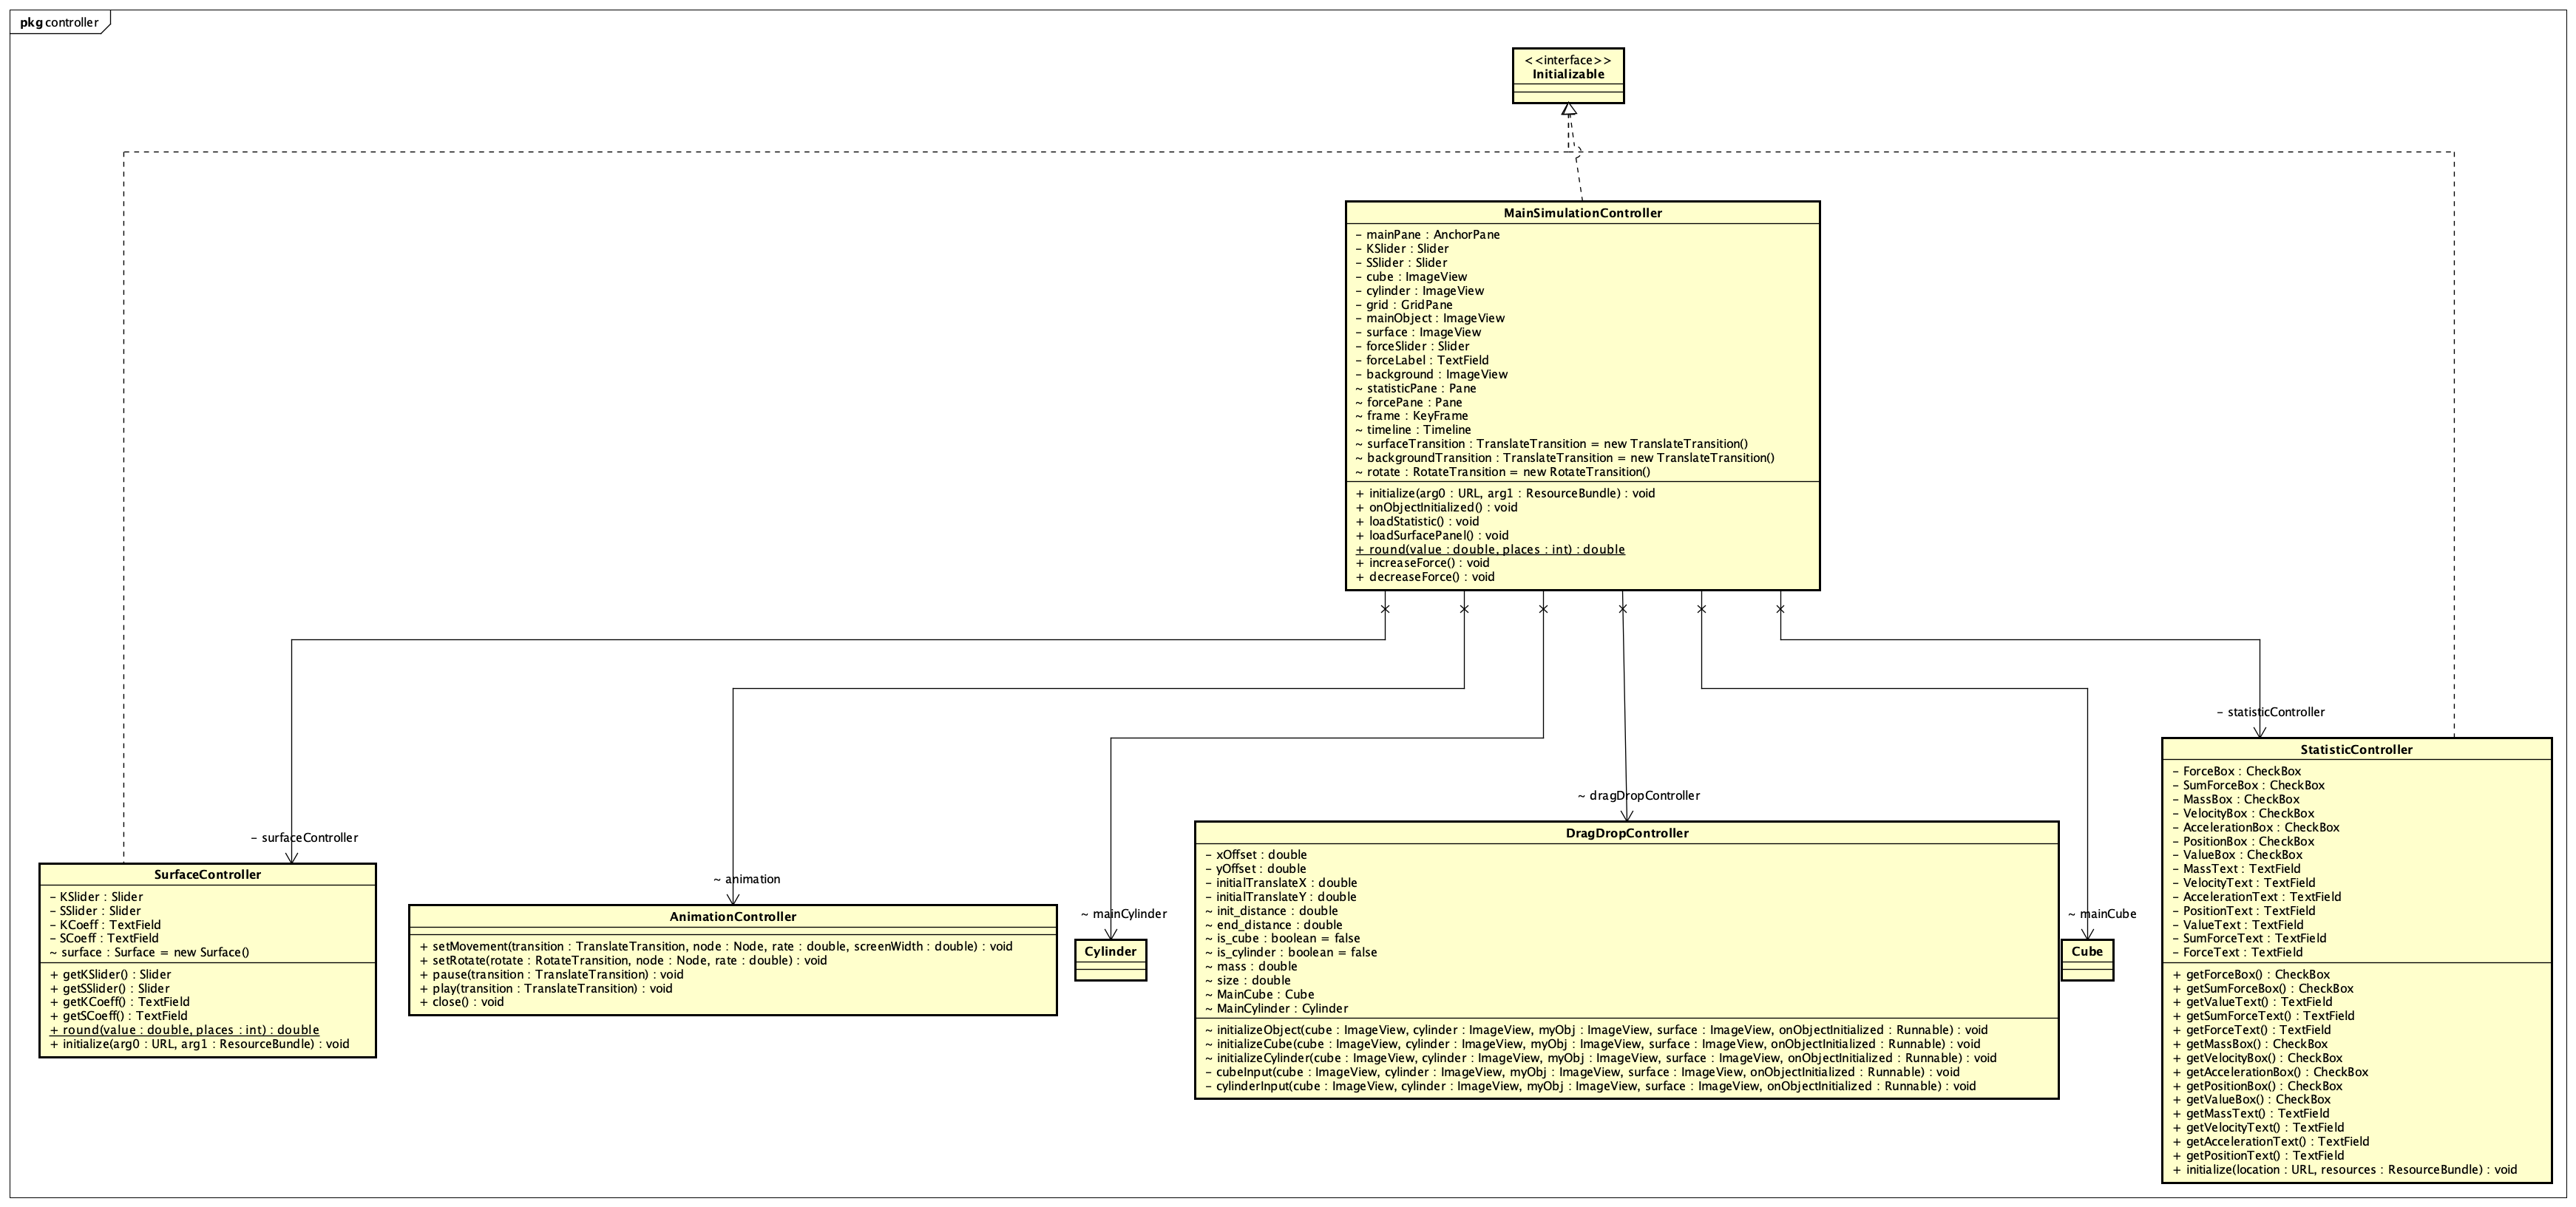 pkg controller
<<interface>>
Initializable
MainSimulationController
- mainPane : AnchorPane
- KSlider : Slider
- SSlider : Slider
- cube : ImageView
- cylinder : ImageView
- grid : GridPane
- mainObject : ImageView
- surface : ImageView
- forceSlider : Slider
- forceLabel : TextField
- background : ImageView
~ statisticPane : Pane
~ forcePane : Pane
~ frame : KeyFrame
~ timeline : Timeline
~ surfaceTransition : TranslateTransition = new TranslateTransition()
~ backgroundTransition : TranslateTransition = new TranslateTransition()
~ rotate : RotateTransition = new RotateTransition()
+ initialize(arg0 : URL, arg1 : ResourceBundle) : void
+ onObjectInitialized() : void
+ loadStatistic() : void
+ loadSurfacePanel() : void
+ round(value : double, places : int) : double
+ increaseForce() : void
+ decreaseForce() : void
- surfaceController
SurfaceController
- KSlider : Slider
- SSlider : Slider
- KCoeff : TextField
- SCoeff : TextField
~ surface : Surface = new Surface()
+ getKSlider() : Slider
+ getSSlider() : Slider
+ getKCoeff() : TextField
+ getSCoeff() : TextField
+ round(value : double, places : int) : double
+ initialize(arg0 : URL, arg1 : ResourceBundle) : void
~ animation
AnimationController
+ setMovement(transition : TranslateTransition, node : Node, rate : double, screenWidth : double) : void
+ setRotate(rotate : RotateTransition, node : Node, rate : double) : void
+ pause(transition : TranslateTransition) : void
+ play(transition : TranslateTransition) : void
+ close() : void
~ mainCylinder
Cylinder
~ dragDropController
DragDropController
- xOffset : double
- yOffset : double
- initialTranslateX : double
- initialTranslateY : double
~ init_distance : double
~ end_distance : double
~ is_cube : boolean = false
~ is_cylinder : boolean = false
~ mass : double
~ size : double
~ MainCube : Cube
~ MainCylinder : Cylinder
~ initializeObject(cube : ImageView, cylinder : ImageView, myObj : ImageView, surface : ImageView, onObjectInitialized : Runnable) : void
~ initializeCube(cube : ImageView, cylinder : ImageView, myObj : ImageView, surface : ImageView, onObjectInitialized : Runnable) : void
~ initializeCylinder(cube : ImageView, cylinder : ImageView, myObj : ImageView, surface : ImageView, onObjectInitialized : Runnable) : void
- cubeInput(cube : ImageView, cylinder : ImageView, myObj : ImageView, surface : ImageView, onObjectInitialized : Runnable) : void
- cylinderInput(cube : ImageView, cylinder : ImageView, myObj : ImageView, surface : ImageView, onObjectInitialized : Runnable) : void
~ mainCube
Cube
- statisticController
StatisticController
- ForceBox : CheckBox
- SumForceBox : CheckBox
- MassBox : CheckBox
- VelocityBox : CheckBox
- AccelerationBox : CheckBox
- PositionBox : CheckBox
- ValueBox : CheckBox
- MassText : TextField
- VelocityText : TextField
- AccelerationText : TextField
- PositionText : TextField
- ValueText : TextField
- SumForceText : TextField
- ForceText : TextField
+ getForceBox() : CheckBox
+ getSumForceBox() : CheckBox
+ getValueText() : TextField
+ getSumForceText() : TextField
+ getForceText() : TextField
+ getMassBox() : CheckBox
+ getVelocityBox() : CheckBox
+ getAccelerationBox() : CheckBox
+ getPositionBox() : CheckBox
+ getValueBox() : CheckBox
+ getMassText() : TextField
+ getVelocityText() : TextField
+ getAccelerationText() : TextField
+ getPositionText() : TextField
+ initialize(location : URL, resources : ResourceBundle) : void